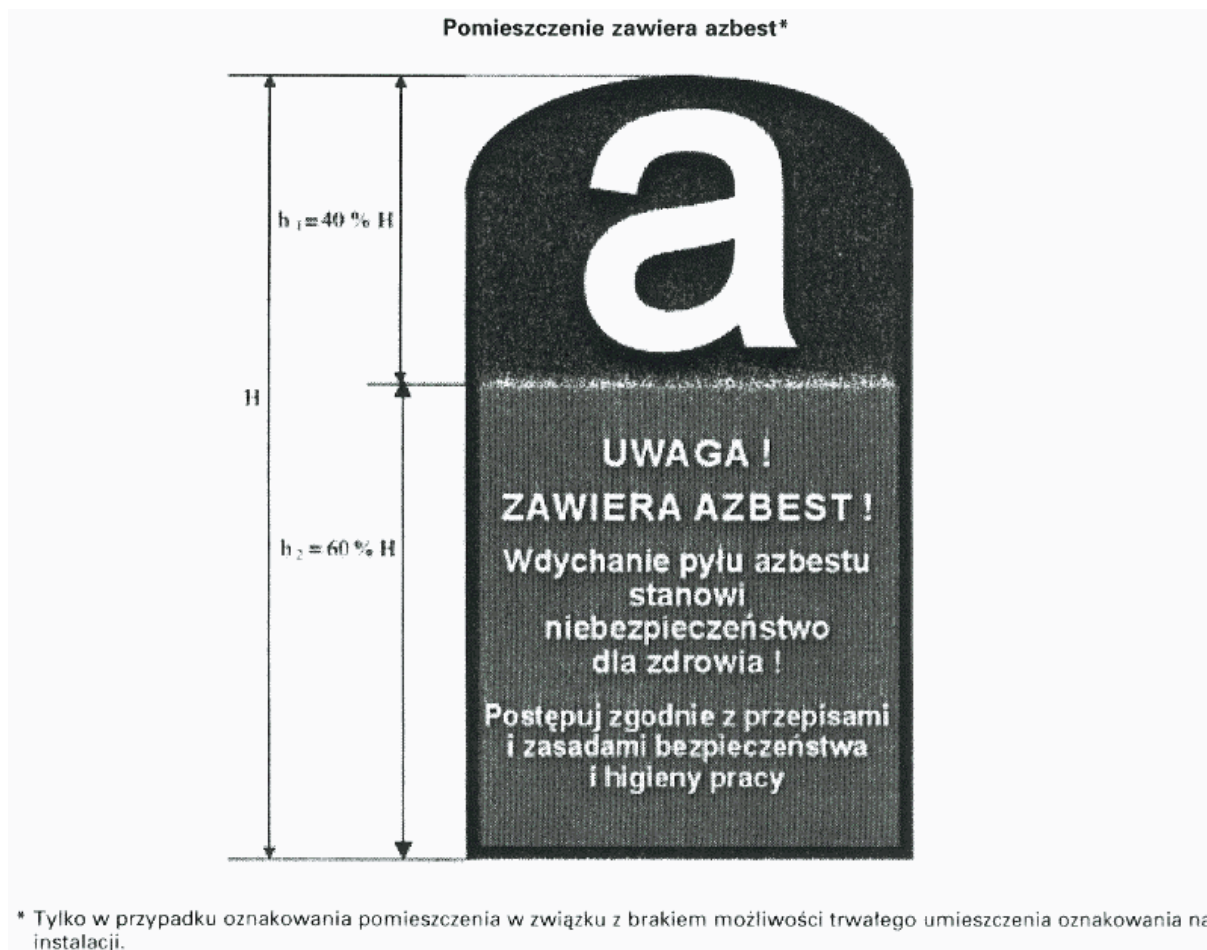 Pomieszczenie zawiera azbest*
h₁ = 40 % H
H
h₂ = 60 % H
a
UWAGA !
ZAWIERA AZBEST !
Wdychanie pyłu azbestu
stanowi
niebezpieczeństwo
dla zdrowia !
Postępuj zgodnie z przepisami
i zasadami bezpieczeństwa
i higieny pracy
* Tylko w przypadku oznakowania pomieszczenia w związku z brakiem możliwości trwałego umieszczenia oznakowania na
instalacji.